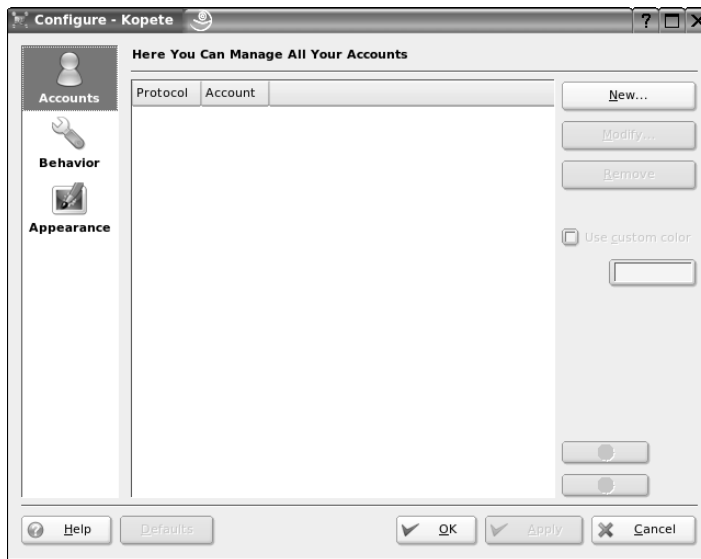 Configure - Kopete
Accounts
Behavior
Appearance
Here You Can Manage All Your Accounts
Protocol Account
New...
Modify...
Remove
Use custom color
Help Defaults OK Apply Cancel